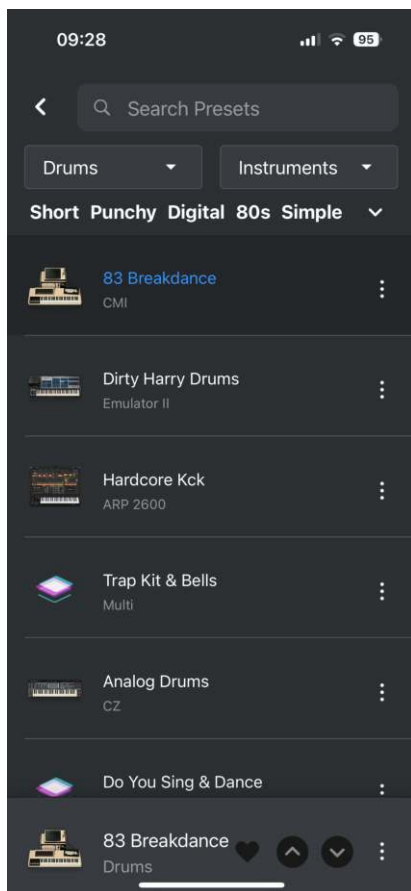 09:28
95
Search Presets
Drums Instruments
Short Punchy Digital 80s Simple
83 Breakdance
CMI
Dirty Harry Drums
Emulator II
Hardcore Kck
ARP 2600
Trap Kit & Bells
Multi
Analog Drums
CZ
Do You Sing & Dance
83 Breakdance
Drums